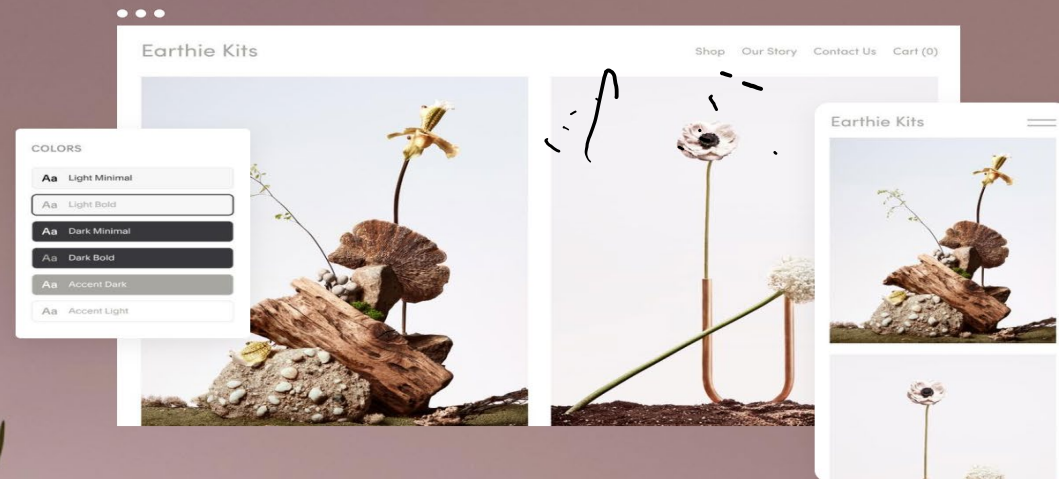 Earthie Kits
Shop Our Story Contact Us Cart (0)
COLORS
Aa Light Minimal
Aa Light Bold
Aa Dark Minimal
Aa Dark Bold
Aa Accent Dark
Aa Accent Light
Earthie Kits